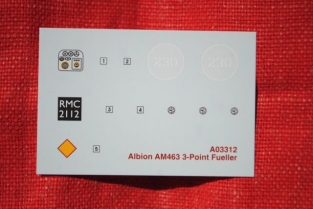 1 2
RMC
2112
3 4
5
A03312
Albion AM463 3-Point Fueller